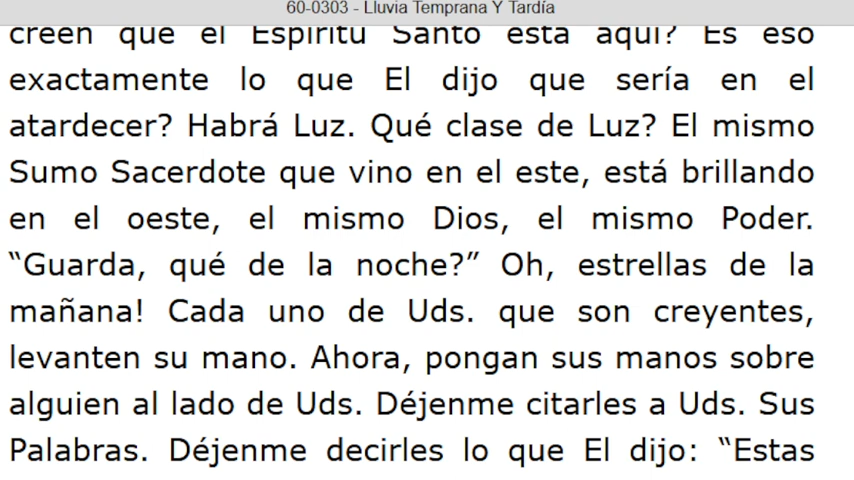 60-0303 - Lluvia Temprana Y Tardía
creen que el Espíritu Santo está aquí? Es eso
exactamente lo que El dijo que sería en el
atardecer? Habrá Luz. Qué clase de Luz? El mismo
Sumo Sacerdote que vino en el este, está brillando
en el oeste, el mismo Dios, el mismo Poder.
“Guarda, qué de la noche?” Oh, estrellas de la
mañana! Cada uno de Uds. que son creyentes,
levanten su mano. Ahora, pongan sus manos sobre
alguien al lado de Uds. Déjenme citarles a Uds. Sus
Palabras. Déjenme decirles lo que El dijo: “Estas